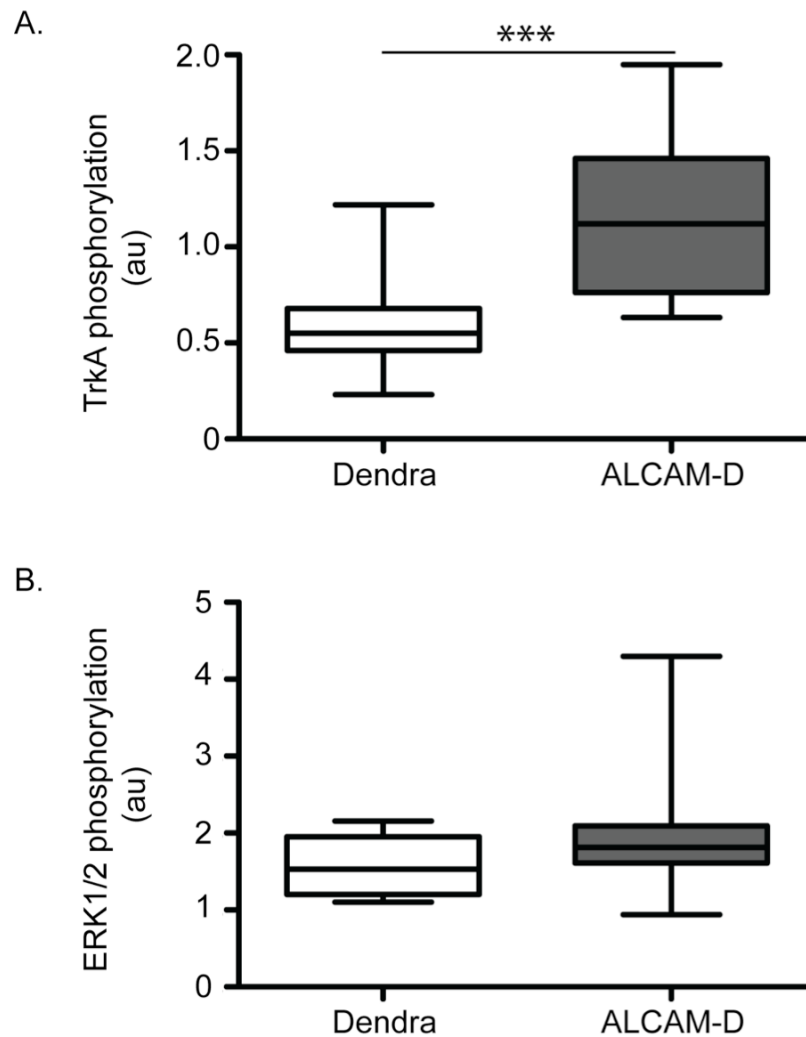 A.
***
TrkA phosphorylation
(au)
2.0
1.5
1.0
0.5
0
Dendra ALCAM-D
B.
ERK1/2 phosphorylation
(au)
5
4
3
2
1
0
Dendra ALCAM-D